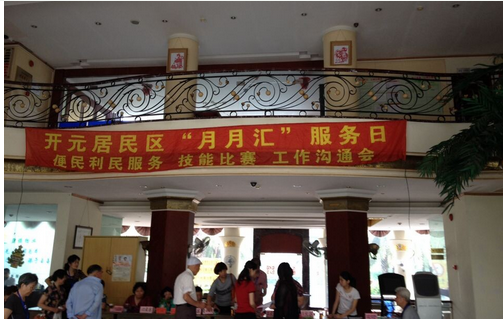 开元居民区“月月汇”服务日
便民利民服务 技能比赛 工作沟通会